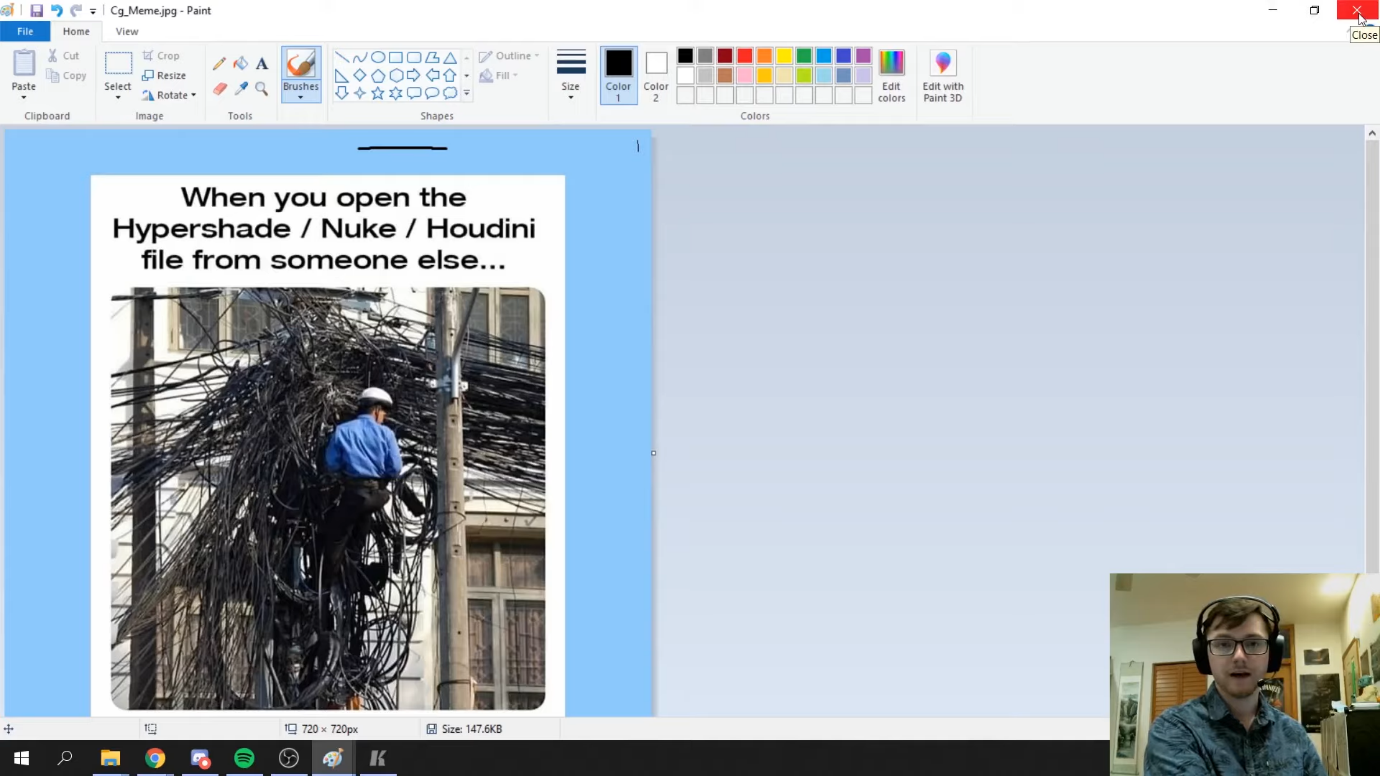 Cg_Meme.jpg - Paint
File
Home
View
Cut
Copy
Paste
Clipboard
Crop
Resize
Rotate
Select
Image
A
Tools
Brushes
Outline
Fill
Shapes
Size
Color 1
Color 2
Edit colors
Edit with Paint 3D
Colors
Close
When you open the
Hypershade / Nuke / Houdini
file from someone else...
720 × 720px
Size: 147.6KB
K